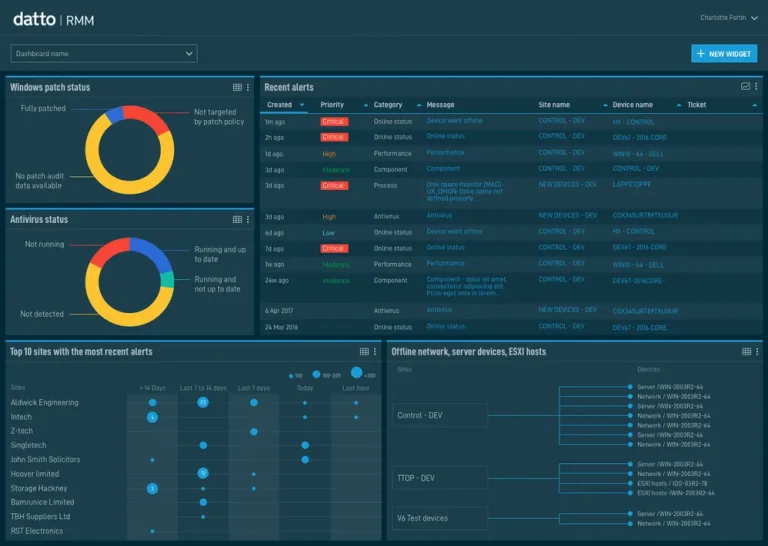 datto | RMM
Charlotte Fortin
Dashboard name
+ NEW WIDGET
Windows patch status
Fully patched
Not targeted
by patch policy
No patch audit
data available
Antivirus status
Not running
Running and up
to date
Running and
not up to date
Not detected
Recent alerts
Created Priority Category Message Site name Device name Ticket
1m ago Critical Online status Device went offline CONTROL - DEV HV - CONTROL
2h ago Critical Online status Online status CONTROL - DEV DEV67 - 2016 CORE
1d ago High Performance Performance CONTROL - DEV WIN10 - 64 - DELL
3d ago Moderate Component Component CONTROL - DEV CONTROL - DEV
3d ago Critical Process Disk space monitor [MAC] - NEW DEVICES - DEV LAPPETOPPE
Drive name not
defined properly...
3d ago High Antivirus Antivirus NEW DEVICES - DEV
6d ago Low Online status Device went offline CONTROL - DEV HV - CONTROL
7d ago Critical Online status Online status CONTROL - DEV DEV67 - 2016 CORE
1w ago Moderate Performance Performance CONTROL - DEV WIN10 - 64 - DELL
24w ago Moderate Component Component - dolor sit amet, CONTROL - DEV DEV67-2016CORE-
consectetur adipiscing est.
Proin eget eros in lorem
6 Apr 2017 Antivirus Antivirus NEW DEVICES - DEV
24 Mar 2016 Online status Online status CONTROL - DEV DEV67 - 2016 CORE
Top 10 sites with the most recent alerts
<100 100-200 >200
Sites > 14 Days Last 7 to 14 days Last 7 days Today Last hour
Aldwick Engineering
Intech
Z-tech
Singletech
John Smith Solicitors
Hoover limited
Storage Hackney
Bamrunice Limited
TBH Suppliers Ltd
RST Electronics
Offline network, server devices, ESXI hosts
Sites Devices
Control - DEV
Server /WIN-2003R2-64
Network / WIN-2003R2-64
Server /WIN-2003R2-64
Network / WIN-2003R2-64
Network / WIN-2003R2-64
Server /WIN-2003R2-64
Network / WIN-2003R2-64
TTOP - DEV
Server /WIN-2003R2-64
Network / WIN-2003R2-64
ESXI hosts / IOS-03R2-78
ESXI hosts /WIN-2003R2-64
V6 Test devices
Server /WIN-2003R2-64
Network / WIN-2003R2-64